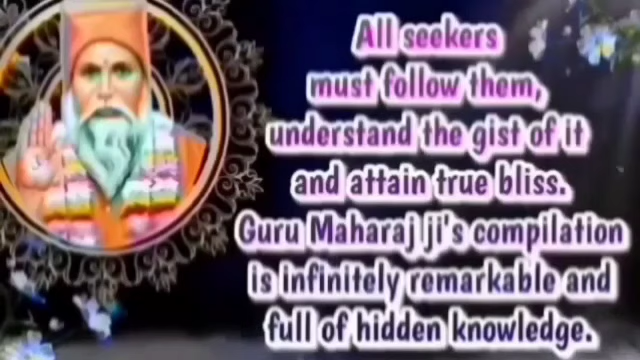 All seekers
must follow them,
understand the gist of it
and attain true bliss.
Guru Maharaj ji's compilation
is infinitely remarkable and
full of hidden knowledge.